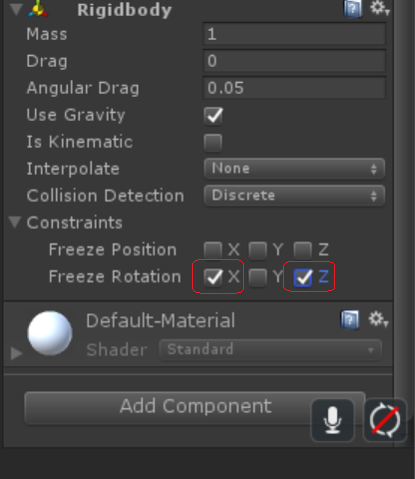 Rigidbody
Mass 1
Drag 0
Angular Drag 0.05
Use Gravity
Is Kinematic
Interpolate None
Collision Detection Discrete
Constraints
Freeze Position X Y Z
Freeze Rotation X Y Z
Default-Material
Shader Standard
Add Component